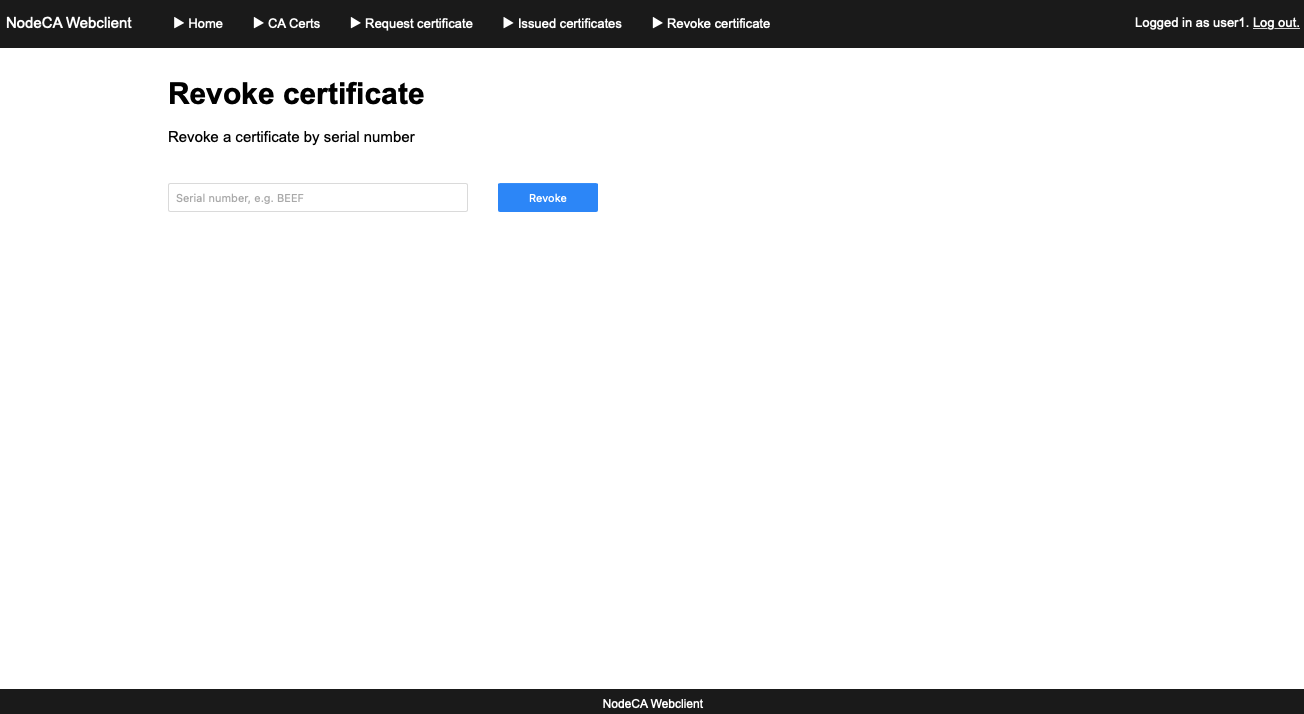 NodeCA Webclient ▶ Home ▶ CA Certs ▶ Request certificate ▶ Issued certificates ▶ Revoke certificate Logged in as user1. Log out.
Revoke certificate
Revoke a certificate by serial number
Serial number, e.g. BEEF Revoke
NodeCA Webclient